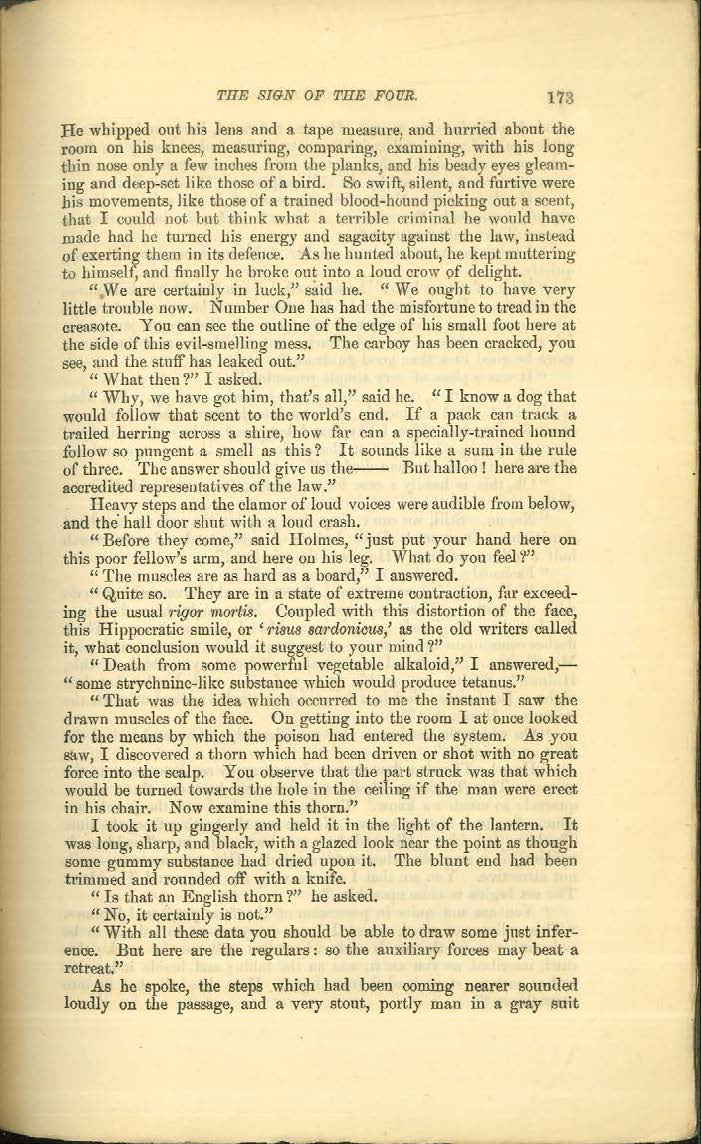 THE SIGN OF THE FOUR. 173
He whipped out his lens and a tape measure, and hurried about the
room on his knees, measuring, comparing, examining, with his long
thin nose only a few inches from the planks, and his beady eyes gleam-
ing and deep-set like those of a bird. So swift, silent, and furtive were
his movements, like those of a trained blood-hound picking out a scent,
that I could not but think what a terrible criminal he would have
made had he turned his energy and sagacity against the law, instead
of exerting them in its defence. As he hunted about, he kept muttering
to himself, and finally he broke out into a loud crow of delight.
“We are certainly in luck,” said he. “We ought to have very
little trouble now. Number One has had the misfortune to tread in the
creasote. You can see the outline of the edge of his small foot here at
the side of this evil-smelling mess. The carboy has been cracked, you
see, and the stuff has leaked out.”
“What then?” I asked.
“Why, we have got him, that’s all,” said he. “I know a dog that
would follow that scent to the world’s end. If a pack can track a
trailed herring across a shire, how far can a specially-trained hound
follow so pungent a smell as this? It sounds like a sum in the rule
of three. The answer should give us the—— But halloo! here are the
accredited representatives of the law.”
Heavy steps and the clamor of loud voices were audible from below,
and the hall door shut with a loud crash.
“Before they come,” said Holmes, “just put your hand here on
this poor fellow’s arm, and here on his leg. What do you feel?”
“The muscles are as hard as a board,” I answered.
“Quite so. They are in a state of extreme contraction, far exceed-
ing the usual rigor mortis. Coupled with this distortion of the face,
this Hippocratic smile, or ‘risus sardonicus,’ as the old writers called
it, what conclusion would it suggest to your mind?”
“Death from some powerful vegetable alkaloid,” I answered,—
“some strychnine-like substance which would produce tetanus.”
“That was the idea which occurred to me the instant I saw the
drawn muscles of the face. On getting into the room I at once looked
for the means by which the poison had entered the system. As you
saw, I discovered a thorn which had been driven or shot with no great
force into the scalp. You observe that the part struck was that which
would be turned towards the hole in the ceiling if the man were erect
in his chair. Now examine this thorn.”
I took it up gingerly and held it in the light of the lantern. It
was long, sharp, and black, with a glazed look near the point as though
some gummy substance had dried upon it. The blunt end had been
trimmed and rounded off with a knife.
“Is that an English thorn?” he asked.
“No, it certainly is not.”
“With all these data you should be able to draw some just infer-
ence. But here are the regulars: so the auxiliary forces may beat a
retreat.”
As he spoke, the steps which had been coming nearer sounded
loudly on the passage, and a very stout, portly man in a gray suit